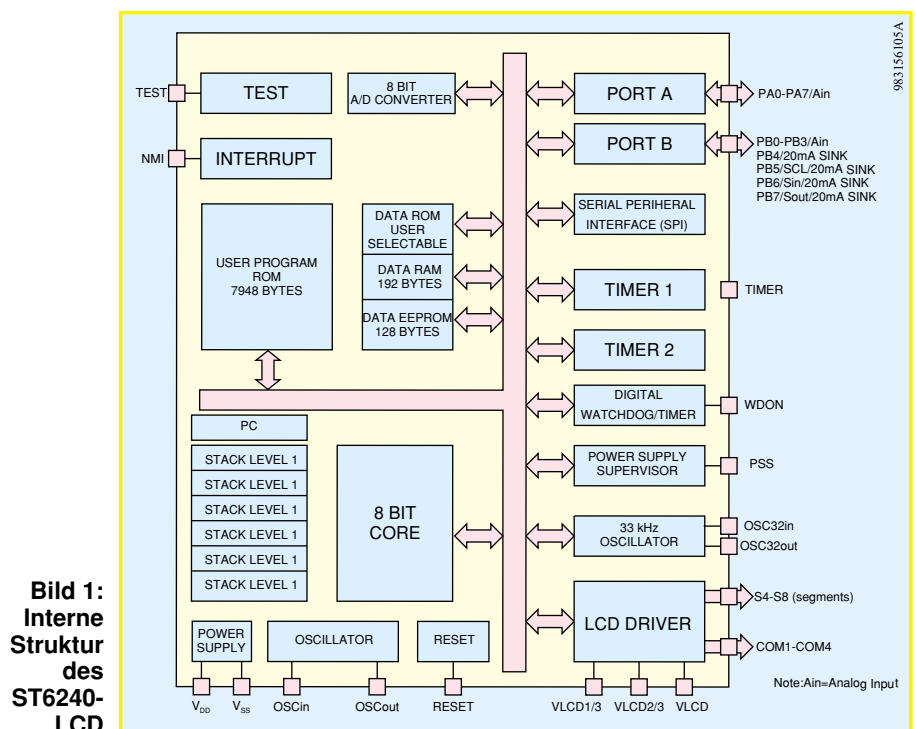 983156105A
TEST
TEST
8 BIT
A/D CONVERTER
PORT A
PA0-PA7/Ain
NMI
INTERRUPT
PORT B
PB0-PB3/Ain
PB4/20mA SINK
PB5/SCL/20mA SINK
PB6/Sin/20mA SINK
PB7/Sout/20mA SINK
USER PROGRAM
ROM
7948 BYTES
DATA ROM
USER
SELECTABLE
DATA RAM
192 BYTES
DATA EEPROM
128 BYTES
SERIAL PERIHERAL
INTERFACE (SPI)
TIMER 1
TIMER
TIMER 2
DIGITAL
WATCHDOG/TIMER
WDON
PC
STACK LEVEL 1
STACK LEVEL 1
STACK LEVEL 1
STACK LEVEL 1
STACK LEVEL 1
STACK LEVEL 1
8 BIT
CORE
POWER SUPPLY
SUPERVISOR
PSS
33 kHz
OSCILLATOR
OSC32in
OSC32out
LCD DRIVER
S4-S8 (segments)
COM1-COM4
POWER
SUPPLY
OSCILLATOR
RESET
Note:Ain=Analog Input
VDD
VSS
OSCin
OSCout
RESET
VLCD1/3
VLCD2/3
VLCD
Bild 1:
Interne
Struktur
des
ST6240-
LCD